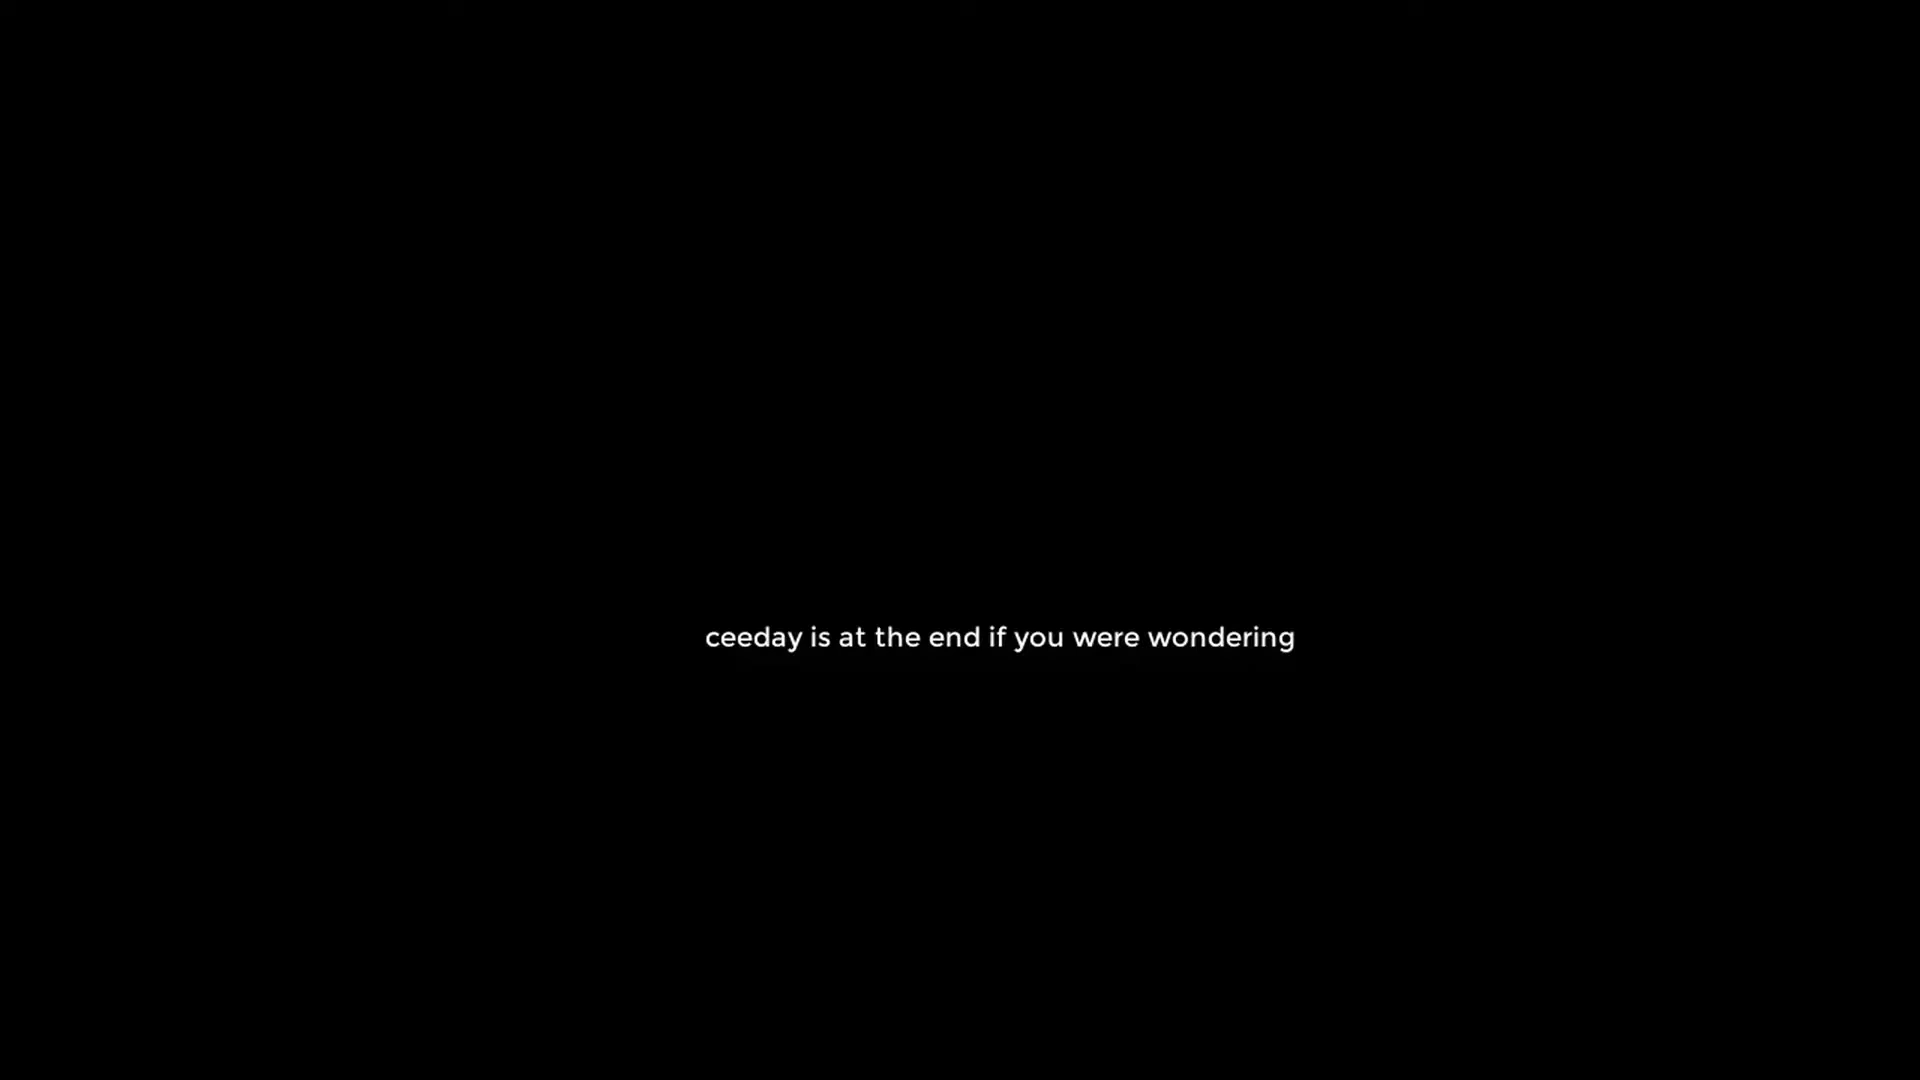 ceeday is at the end if you were wondering